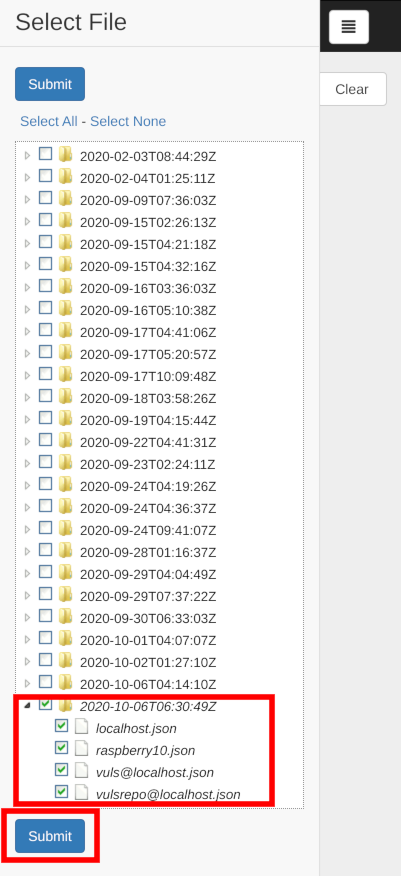 Select File
Submit
Clear
Select All - Select None
2020-02-03T08:44:29Z
2020-02-04T01:25:11Z
2020-09-09T07:36:03Z
2020-09-15T02:26:13Z
2020-09-15T04:21:18Z
2020-09-15T04:32:16Z
2020-09-16T03:36:03Z
2020-09-16T05:10:38Z
2020-09-17T04:41:06Z
2020-09-17T05:20:57Z
2020-09-17T10:09:48Z
2020-09-18T03:58:26Z
2020-09-19T04:15:44Z
2020-09-22T04:41:31Z
2020-09-23T02:24:11Z
2020-09-24T04:19:26Z
2020-09-24T04:36:37Z
2020-09-24T09:41:07Z
2020-09-28T01:16:37Z
2020-09-29T04:04:49Z
2020-09-29T07:37:22Z
2020-09-30T06:33:03Z
2020-10-01T04:07:07Z
2020-10-02T01:27:10Z
2020-10-06T04:14:10Z
2020-10-06T06:30:49Z
localhost.json
raspberry10.json
vuls@localhost.json
vulsrepo@localhost.json
Submit